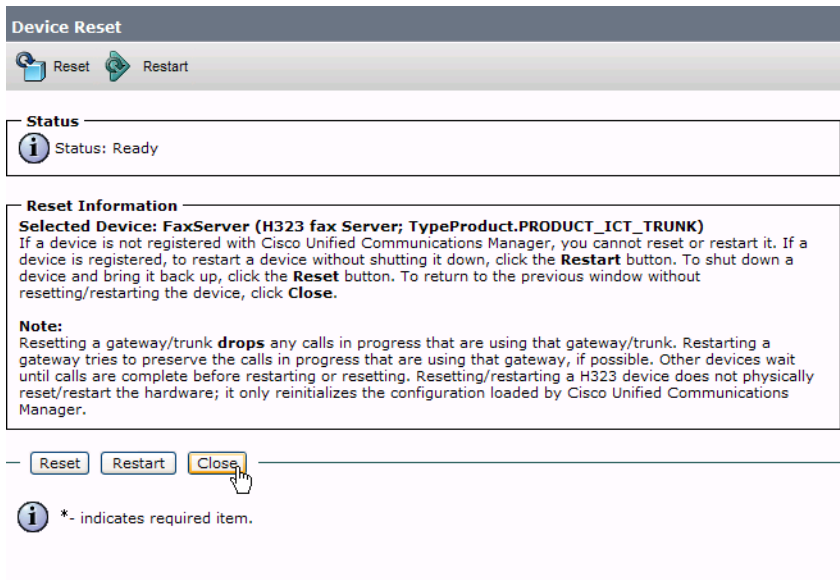 Device Reset
Reset Restart
Status
Status: Ready
Reset Information
Selected Device: FaxServer (H323 fax Server; TypeProduct.PRODUCT_ICT_TRUNK)
If a device is not registered with Cisco Unified Communications Manager, you cannot reset or restart it. If a
device is registered, to restart a device without shutting it down, click the Restart button. To shut down a
device and bring it back up, click the Reset button. To return to the previous window without
resetting/restarting the device, click Close.
Note:
Resetting a gateway/trunk drops any calls in progress that are using that gateway/trunk. Restarting a
gateway tries to preserve the calls in progress that are using that gateway, if possible. Other devices wait
until calls are complete before restarting or resetting. Resetting/restarting a H323 device does not physically
reset/restart the hardware; it only reinitializes the configuration loaded by Cisco Unified Communications
Manager.
Reset Restart Close
*- indicates required item.